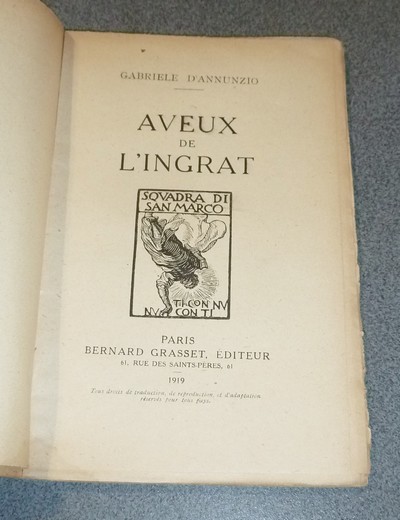 GABRIELE D'ANNUNZIO
AVEUX
DE
L'INGRAT
SQVADRA DI
SAN MARCO
TI CON NV
NV CON TI
PARIS
BERNARD GRASSET, ÉDITEUR
61, RUE DES SAINTS-PÈRES, 61
1919
Tous droits de traduction, de reproduction, et d'adaptation
réservés pour tous pays.